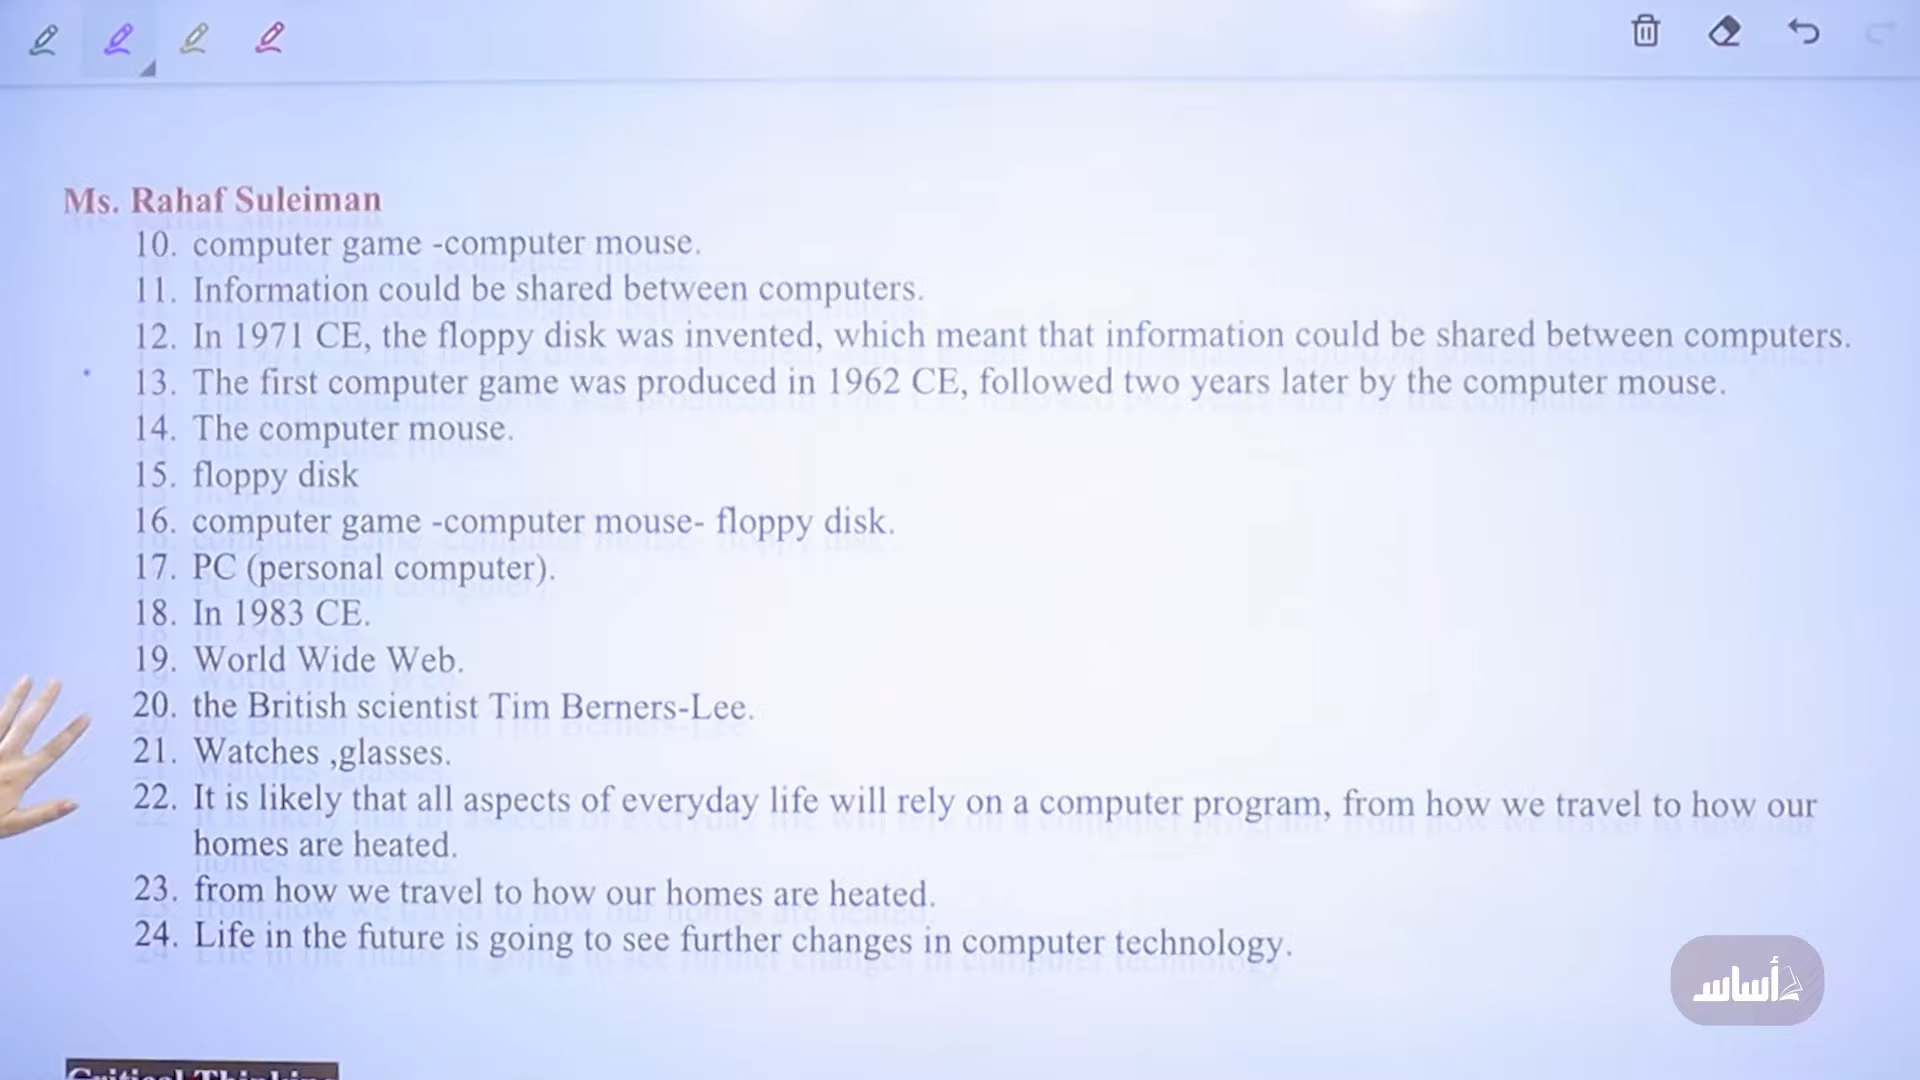 Ms. Rahaf Suleiman
10. computer game -computer mouse.
11. Information could be shared between computers.
12. In 1971 CE, the floppy disk was invented, which meant that information could be shared between computers.
13. The first computer game was produced in 1962 CE, followed two years later by the computer mouse.
14. The computer mouse.
15. floppy disk
16. computer game -computer mouse- floppy disk.
17. PC (personal computer).
18. In 1983 CE.
19. World Wide Web.
20. the British scientist Tim Berners-Lee.
21. Watches ,glasses.
22. It is likely that all aspects of everyday life will rely on a computer program, from how we travel to how our
homes are heated.
23. from how we travel to how our homes are heated.
24. Life in the future is going to see further changes in computer technology.
أساس
Critical Thinking